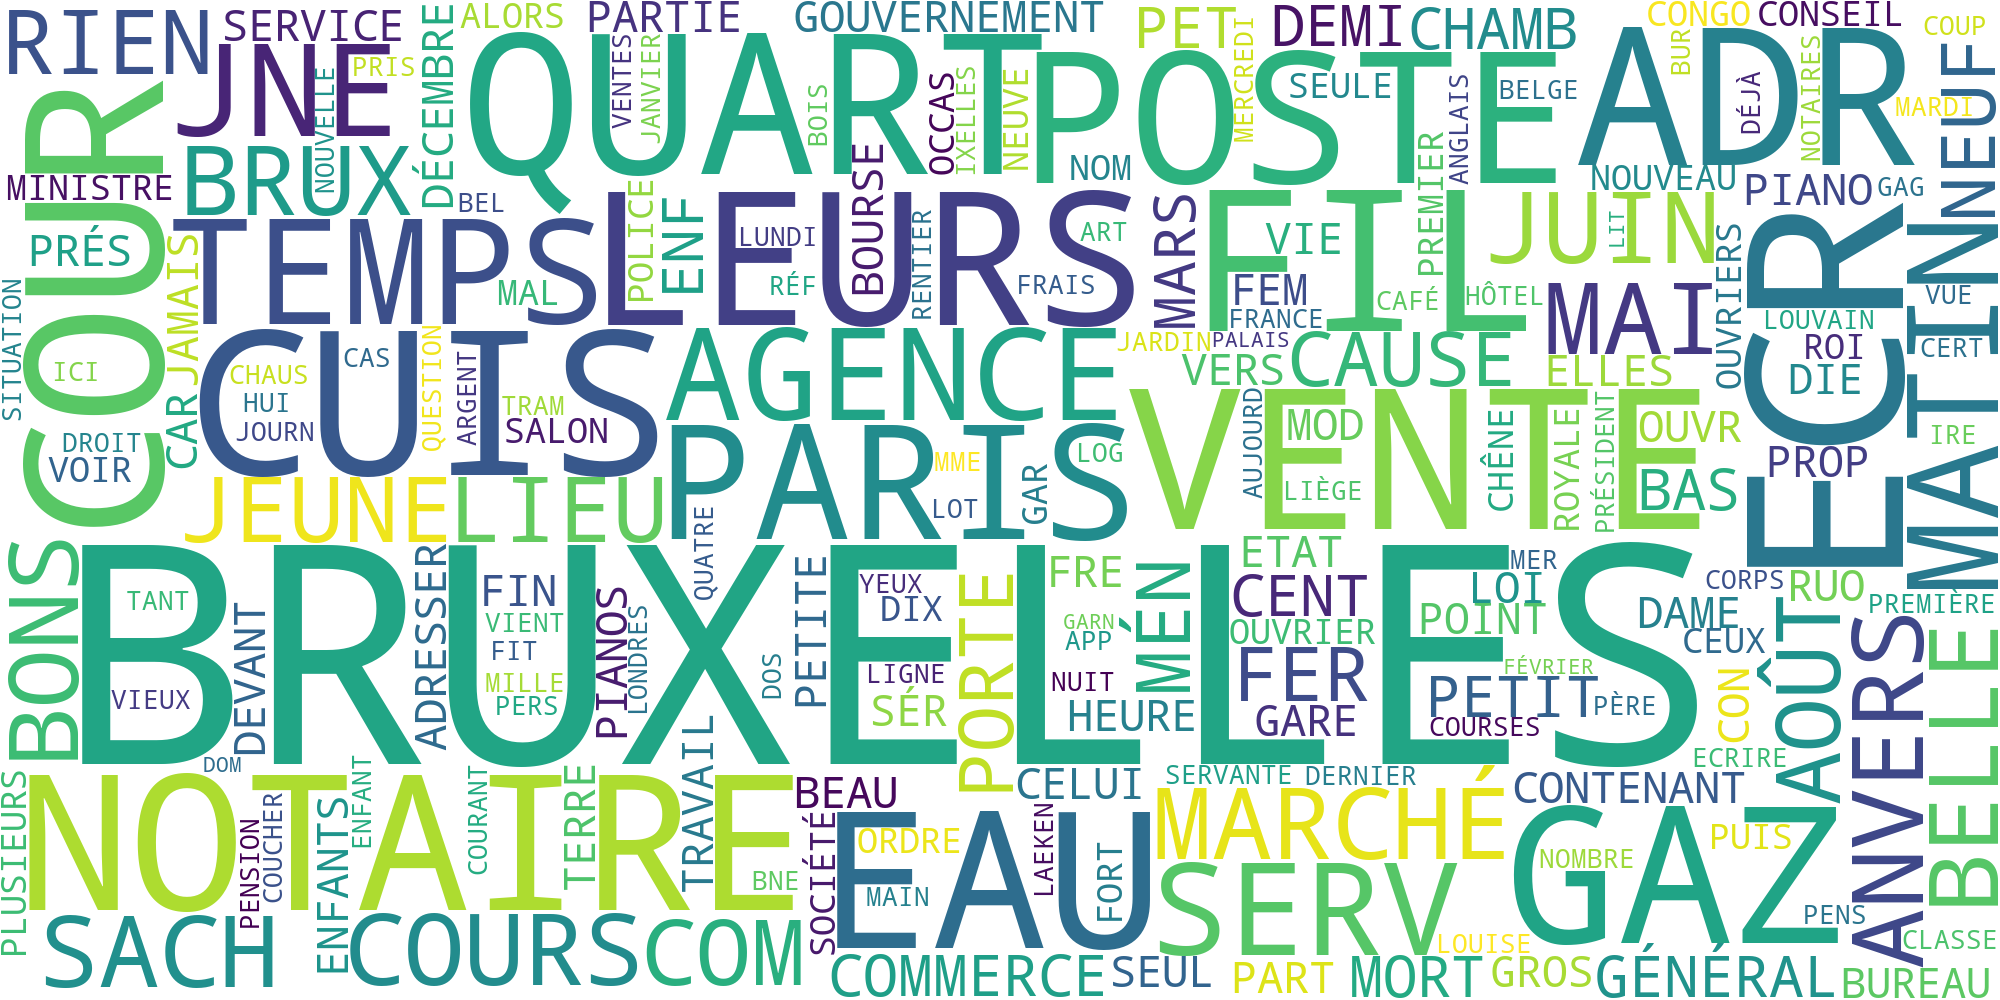 RIEN
SERVICE
ALORS
PARTIE
GOUVERNEMENT
PET
DEMI
CHAMB
CONGO
CONSEIL
COUP
JNE
PRIS
DÉCEMBRE
QUART
VENTES
JANVIER
BOIS
OCCAS
IXELLES
NEUVE
POSTE
MERCREDI
SEULE
ANGLAIS
BELGE
ADR
BUR
DÉJÀ
NOTAIRES
MARDI
NEUF
COUR
MINISTRE
BRUX
NOUVELLE
BEL
NOM
PREMIER
NOUVEAU
PIANO
GAG
PRÉS
JAMAIS
TEMPS
MAL
POLICE
ENF
LEURS
LUNDI
RÉF
BOURSE
RENTIER
ART
FRAIS
MARS
FIL
VIE
FEM
FRANCE
CAFÉ
HÔTEL
JUIN
LIT
MAI
OUVRIERS
ECR
VUE
LOUVAIN
ROI
CERT
MATIN
SITUATION
ICI
CAR
CUIS
CHAUS
CAS
HUI
JOURN
QUESTION
ARGENT
TRAM
SALON
AGENCE
JARDIN
PALAIS
VERS
CAUSE
ELLES
DIE
DROIT
VOIR
PARIS
MME
LOT
GAR
LOG
VENTE
AUJOURD
MOD
LIÈGE
CHÊNE
ROYALE
PRÉSIDENT
OUVR
BAS
PROP
IRE
JEUNE
LIEU
QUATRE
BONS
BRUXELLES
TANT
VIEUX
DEVANT
DOM
ADRESSER
FIN
VIENT
FIT
MILLE
PERS
PIANOS
LONDRES
DOS
PETITE
YEUX
DIX
LIGNE
SÉR
PORTE
FRE
GARN
APP
NUIT
HEURE
MÉN
ETAT
CENT
OUVRIER
FER
GARE
MER
LOI
POINT
FÉVRIER
PETIT
COURSES
PÈRE
CORPS
RUO
DAME
CEUX
CON
ECRIRE
AOÛT
PREMIÈRE
ANVERS
BELLE
PLUSIEURS
NOTAIRE
PENSION
COUCHER
ENFANTS
ENFANT
COURANT
TERRE
TRAVAIL
BNE
BEAU
SOCIÉTÉ
ORDRE
EAU
MAIN
CELUI
LAEKEN
FORT
SERVANTE
DERNIER
MARCHÉ
CONTENANT
GAZ
NOMBRE
PUIS
PENS
CLASSE
SACH
COURS
COM
COMMERCE
SEUL
SERV
LOUISE
PART
MORT
GROS
GÉNÉRAL
BUREAU